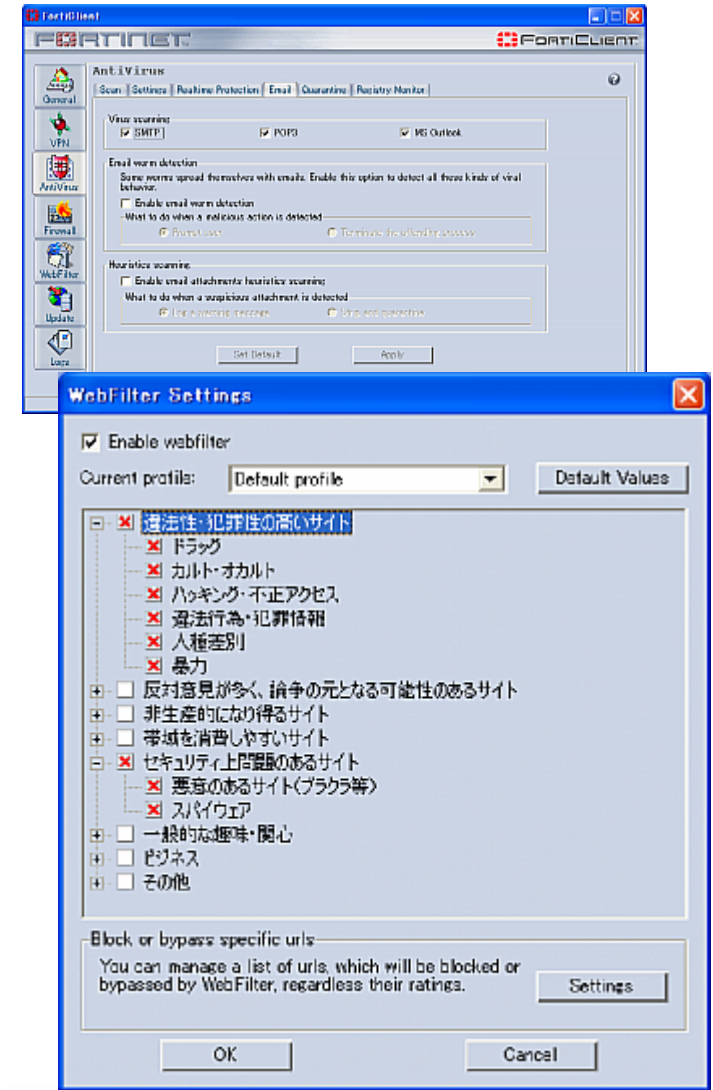 FortiClient
FORTINET
FORTICLIENT
AntiVirus
Scan Settings Realtime Protection Email Quarantine Registry Monitor
General
VPN
AntiVirus
Firewall
WebFilter
Update
Logs
Virus scanning
SMTP POP3 MS Outlook
Email worm detection
Some worms spread themselves with emails. Enable this option to detect all those kinds of viral
behavior.
Enable email worm detection
What to do when a malicious action is detected
Prompt user Terminate the offending process
Heuristics scanning
Enable email attachments heuristics scanning
What to do when a suspicious attachment is detected
Log a warning message Strip and quarantine
Set Default Apply
WebFilter Settings
Enable webfilter
Current profile: Default profile Default Values
違法性・犯罪性の高いサイト
ドラッグ
カルト・オカルト
ハッキング・不正アクセス
違法行為・犯罪情報
人種差別
暴力
反対意見が多く、論争の元となる可能性のあるサイト
非生産的になり得るサイト
帯域を消費しやすいサイト
セキュリティ上問題のあるサイト
悪意のあるサイト(ブラクラ等)
スパイウェア
一般的な趣味・関心
ビジネス
その他
Block or bypass specific urls
You can manage a list of urls, which will be blocked or
bypassed by WebFilter, regardless their ratings.
Settings
OK Cancel